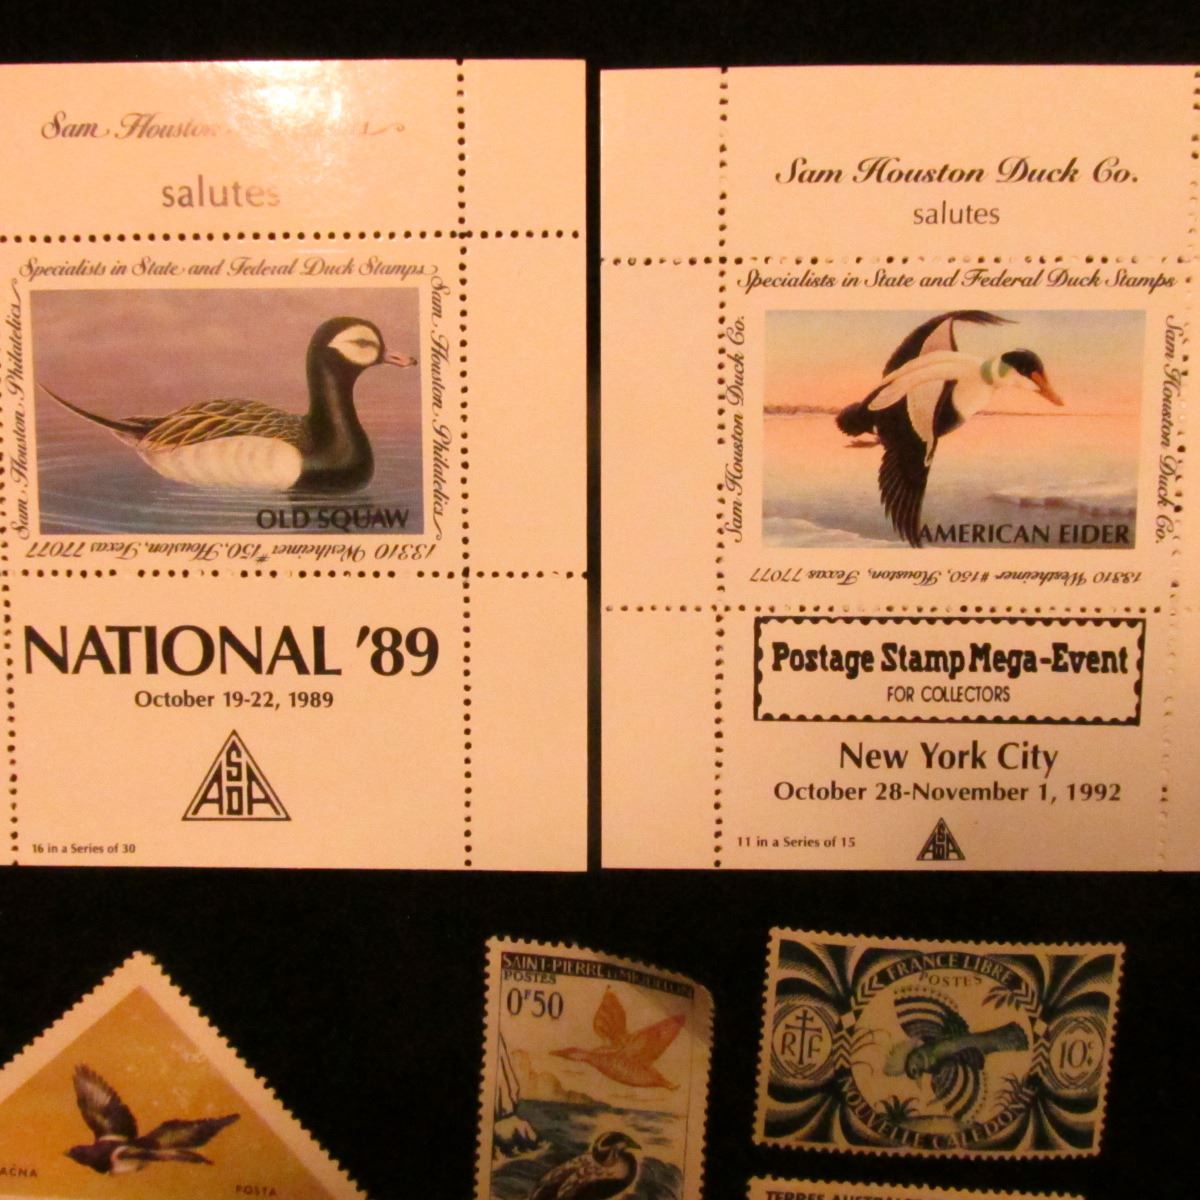 Sam Houston
salutes
Specialists in State and Federal Duck Stamps
Sam Houston Philatelics
Sam Houston Philatelics
OLD SQUAW
13310 Westheimer #150, Houston, Texas 77077
NATIONAL '89
October 19-22, 1989
ASDA
16 in a Series of 30
Sam Houston Duck Co.
salutes
Specialists in State and Federal Duck Stamps
Sam Houston Duck Co.
Sam Houston Duck Co.
AMERICAN EIDER
13310 Westheimer #150, Houston, Texas 77077
Postage Stamp Mega-Event
FOR COLLECTORS
New York City
October 28-November 1, 1992
11 in a Series of 15
ASDA
POSTA
SAINT-PIERRE ET MIQUELON
POSTES
0F50
FRANCE LIBRE
POSTES
RF
10c
NOUVELLE CALÉDONIE
TERRES